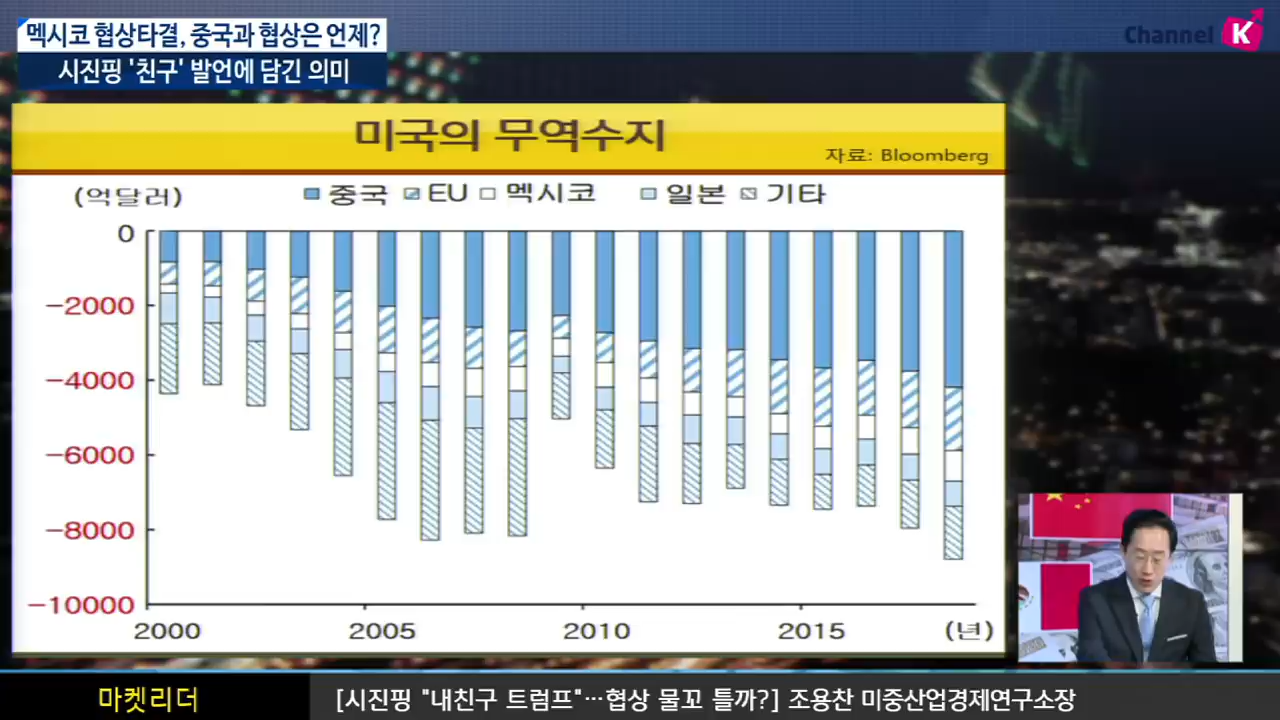 멕시코 협상타결, 중국과 협상은 언제?
시진핑 '친구' 발언에 담긴 의미
Channel K
미국의 무역수지
자료: Bloomberg
(억달러)
중국 EU 멕시코 일본 기타
0
−2000
−4000
−6000
−8000
−10000
2000 2005 2010 2015 (년)
마켓리더
[시진핑 "내친구 트럼프"…협상 물꼬 틀까?] 조용찬 미중산업경제연구소장